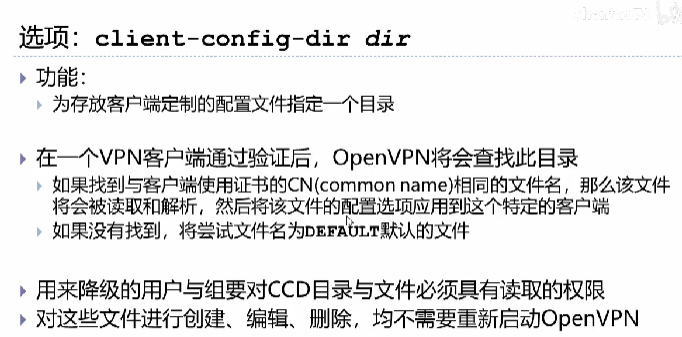 选项：client-config-dir dir
功能：
为存放客户端定制的配置文件指定一个目录
在一个VPN客户端通过验证后，OpenVPN将会查找此目录
如果找到与客户端使用证书的CN(common name)相同的文件名，那么该文件
将会被读取和解析，然后将该文件的配置选项应用到这个特定的客户端
如果没有找到，将尝试文件名为DEFAULT默认的文件
用来降级的用户与组要对CCD目录与文件必须具有读取的权限
对这些文件进行创建、编辑、删除，均不需要重新启动OpenVPN